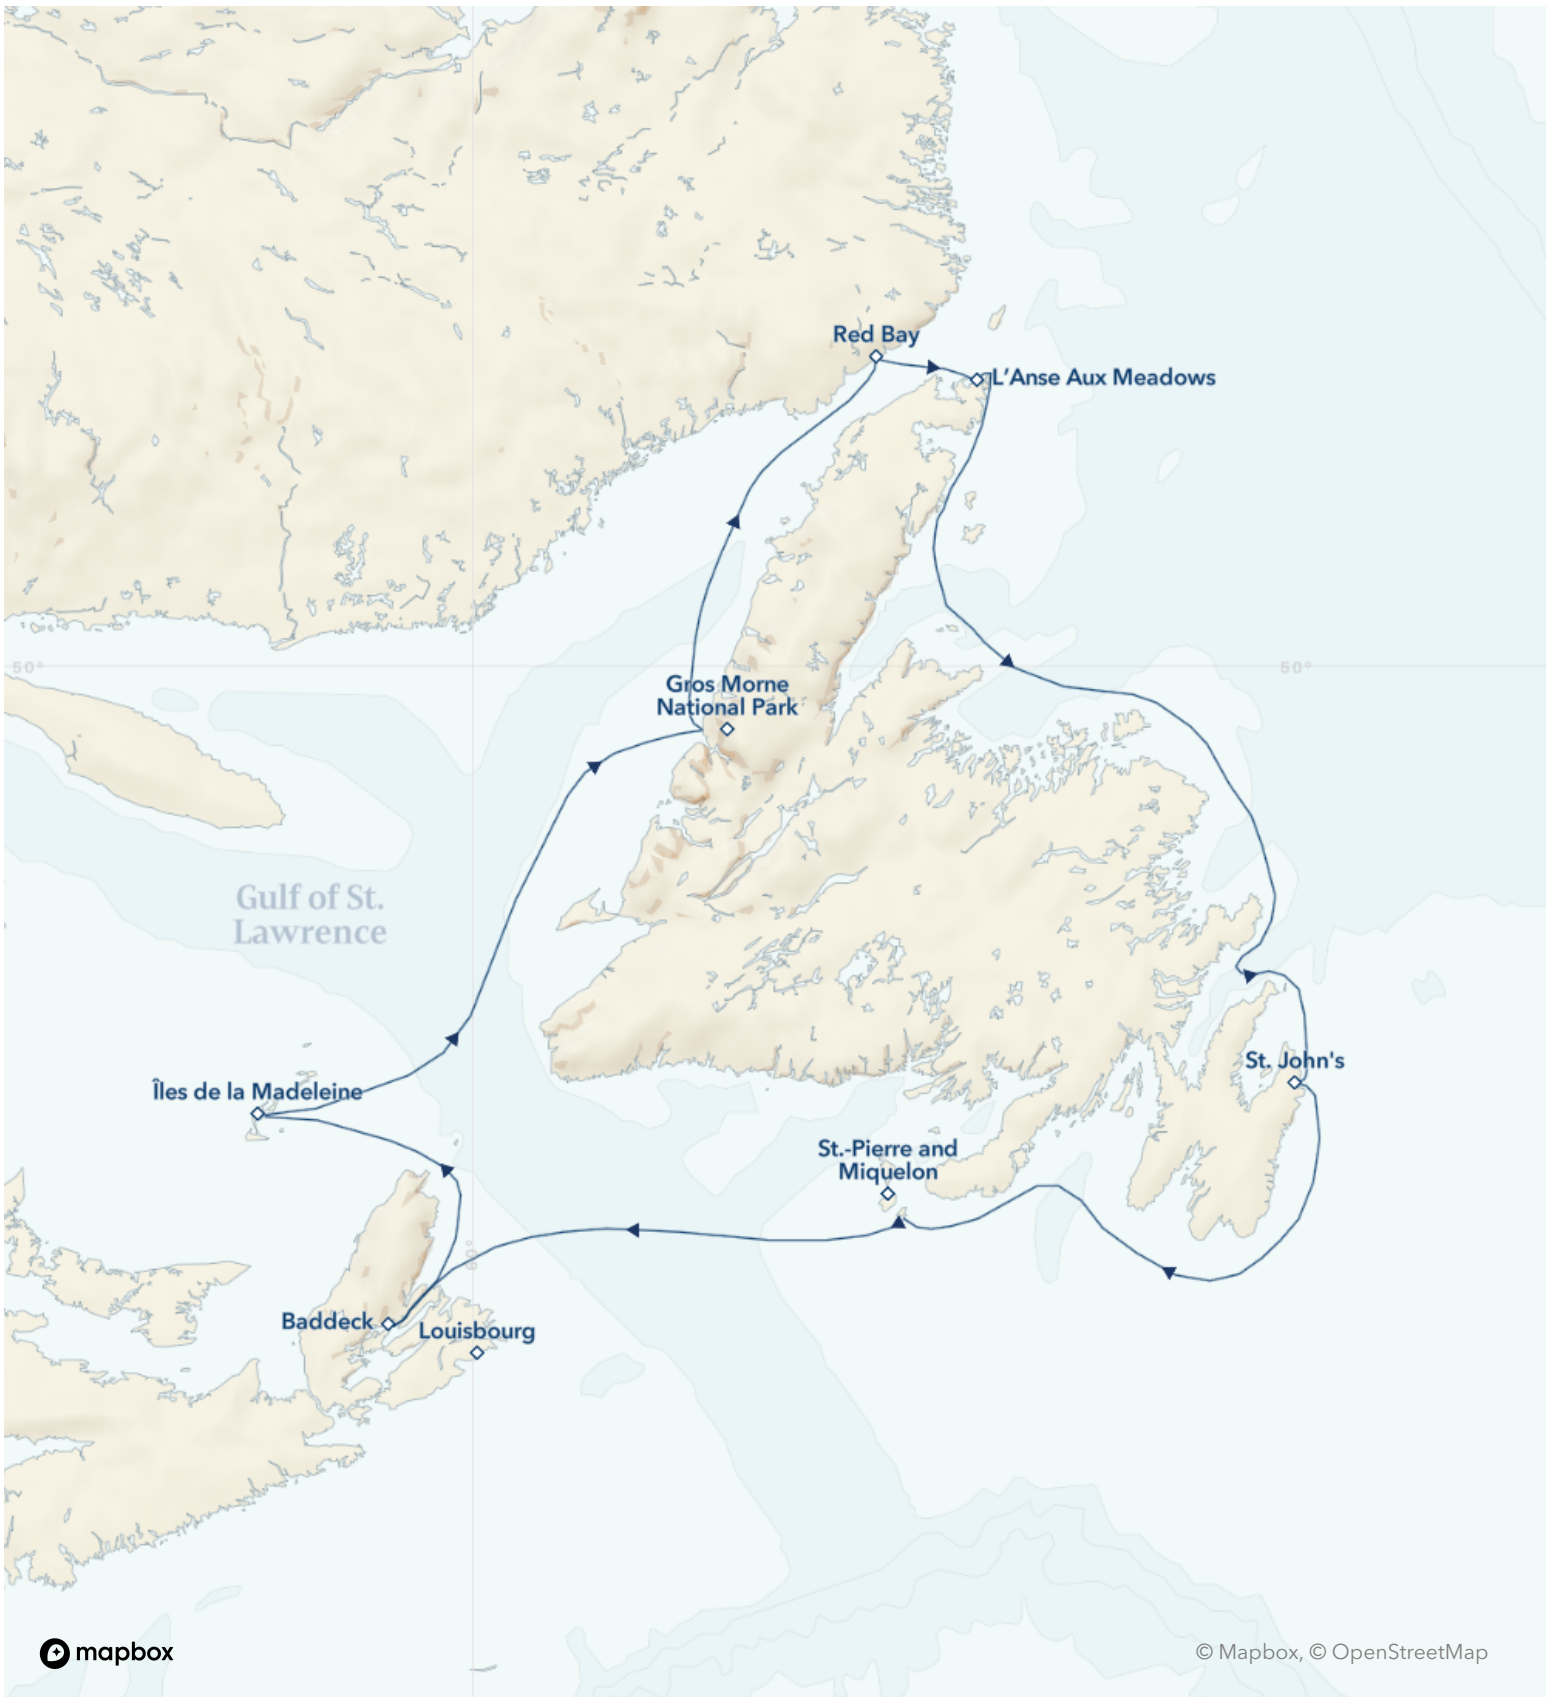 Red Bay
L'Anse Aux Meadows
50°
50°
Gros Morne
National Park
Gulf of St.
Lawrence
St. John's
Îles de la Madeleine
St.-Pierre and
Miquelon
60°
Baddeck
Louisbourg
mapbox
© Mapbox, © OpenStreetMap